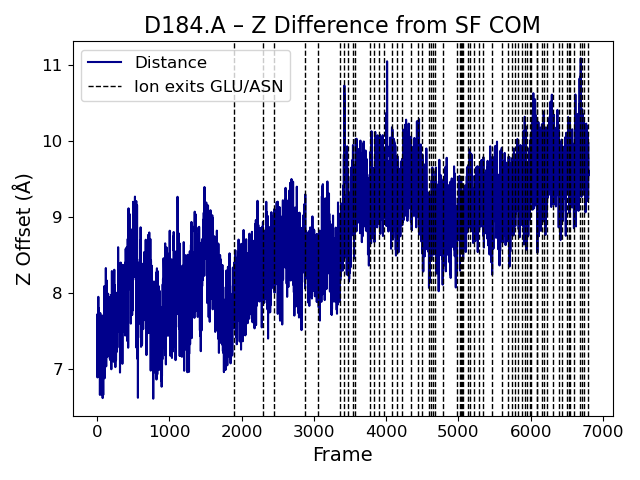 D184.A – Z Difference from SF COM
Distance
Ion exits GLU/ASN
Z Offset (Å)
11
10
9
8
7
0 1000 2000 3000 4000 5000 6000 7000
Frame